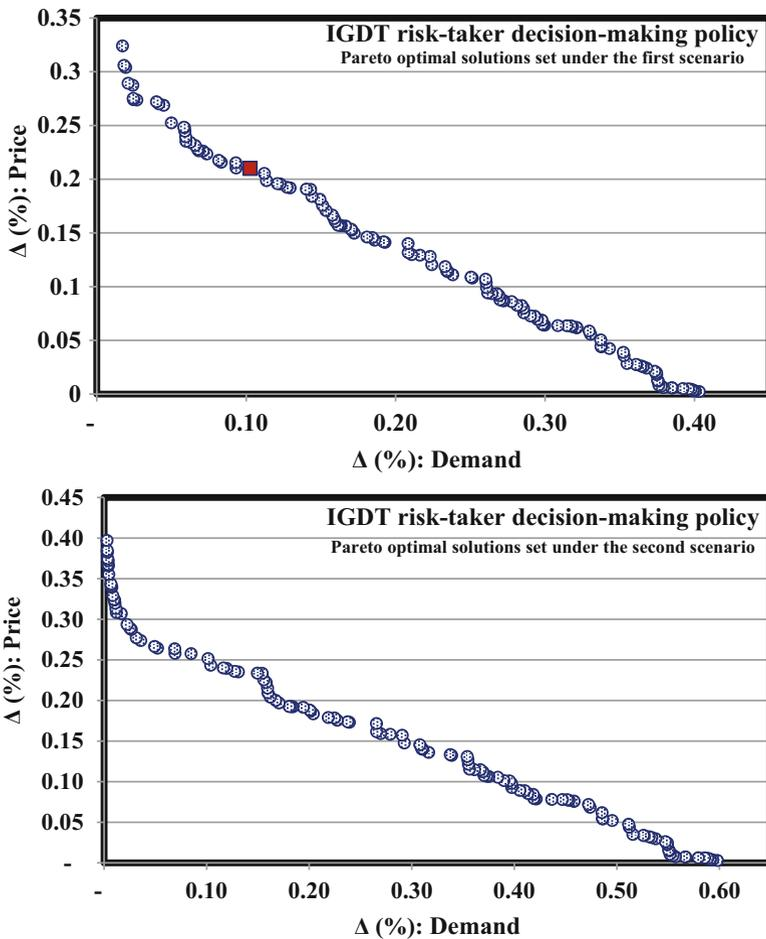 IGDT risk-taker decision-making policy
Pareto optimal solutions set under the first scenario
Δ (%): Price
0.35
0.3
0.25
0.2
0.15
0.1
0.05
0
- 0.10 0.20 0.30 0.40
Δ (%): Demand
IGDT risk-taker decision-making policy
Pareto optimal solutions set under the second scenario
Δ (%): Price
0.45
0.40
0.35
0.30
0.25
0.20
0.15
0.10
0.05
-
- 0.10 0.20 0.30 0.40 0.50 0.60
Δ (%): Demand